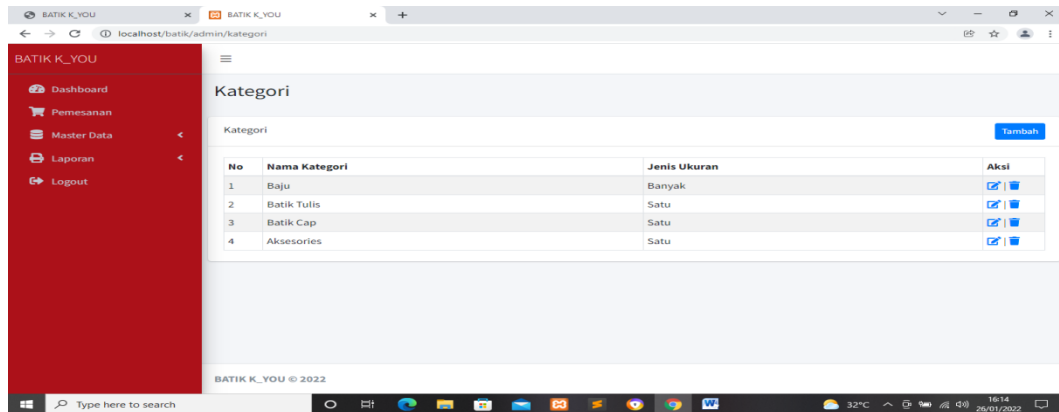 BATIK K_YOU
BATIK K_YOU
localhost/batik/admin/kategori
BATIK K_YOU
Dashboard
Pemesanan
Master Data
Laporan
Logout
Kategori
Kategori
Tambah
No Nama Kategori Jenis Ukuran Aksi
1 Baju Banyak |
2 Batik Tulis Satu |
3 Batik Cap Satu |
4 Aksesories Satu |
BATIK K_YOU © 2022
Type here to search
32°C
16:14
26/01/2022